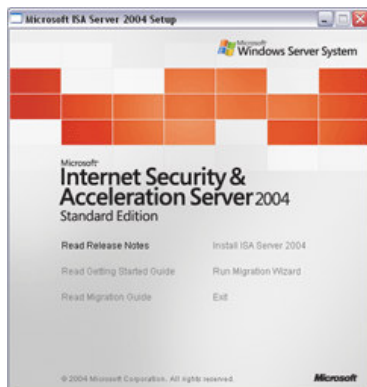 Microsoft ISA Server 2004 Setup
Microsoft
Windows Server System
Microsoft
Internet Security &
Acceleration Server 2004
Standard Edition
Read Release Notes
Install ISA Server 2004
Read Getting Started Guide
Run Migration Wizard
Read Migration Guide
Exit
© 2004 Microsoft Corporation. All rights reserved.
Microsoft